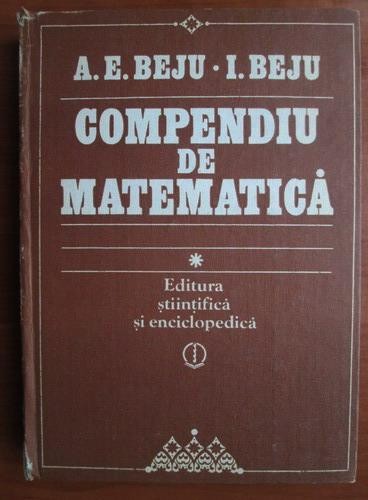 A. E. BEJU · I. BEJU
COMPENDIU
DE
MATEMATICĂ
*
Editura
științifică
și enciclopedică